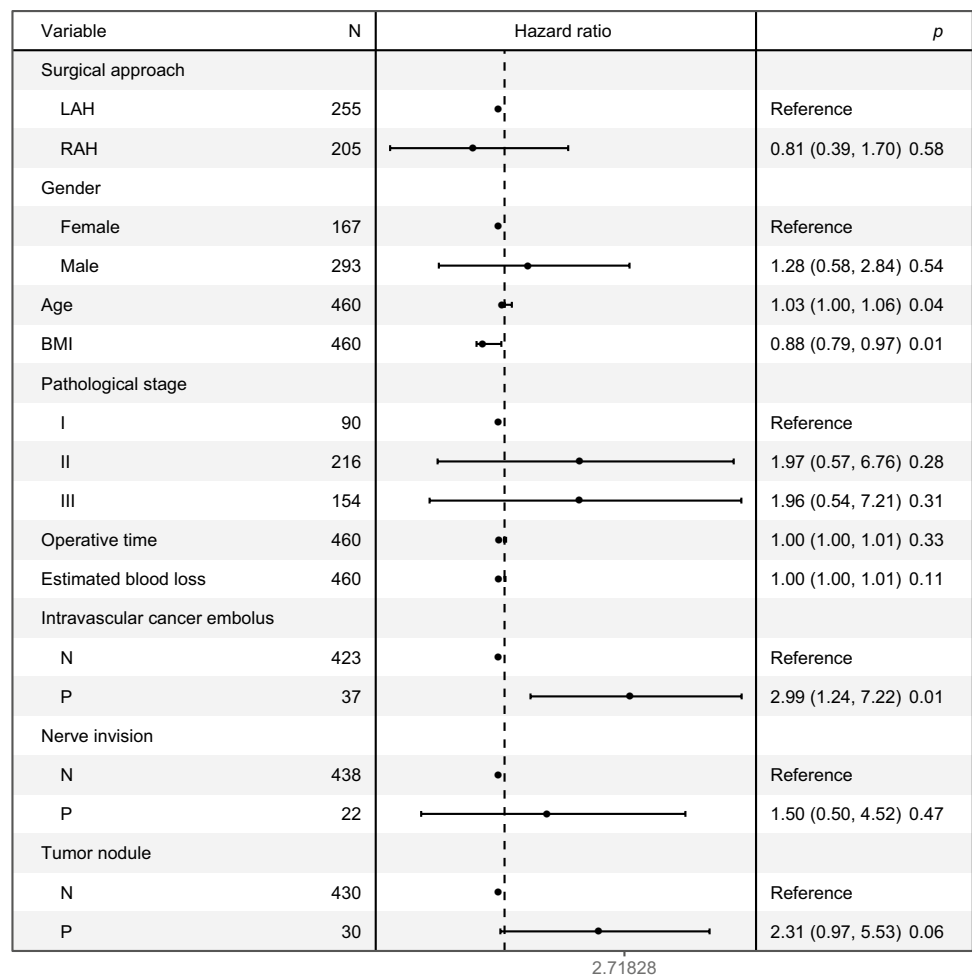 Variable N Hazard ratio p
Surgical approach
LAH 255 Reference
RAH 205 0.81 (0.39, 1.70) 0.58
Gender
Female 167 Reference
Male 293 1.28 (0.58, 2.84) 0.54
Age 460 1.03 (1.00, 1.06) 0.04
BMI 460 0.88 (0.79, 0.97) 0.01
Pathological stage
I 90 Reference
II 216 1.97 (0.57, 6.76) 0.28
III 154 1.96 (0.54, 7.21) 0.31
Operative time 460 1.00 (1.00, 1.01) 0.33
Estimated blood loss 460 1.00 (1.00, 1.01) 0.11
Intravascular cancer embolus
N 423 Reference
P 37 2.99 (1.24, 7.22) 0.01
Nerve invision
N 438 Reference
P 22 1.50 (0.50, 4.52) 0.47
Tumor nodule
N 430 Reference
P 30 2.31 (0.97, 5.53) 0.06
2.71828